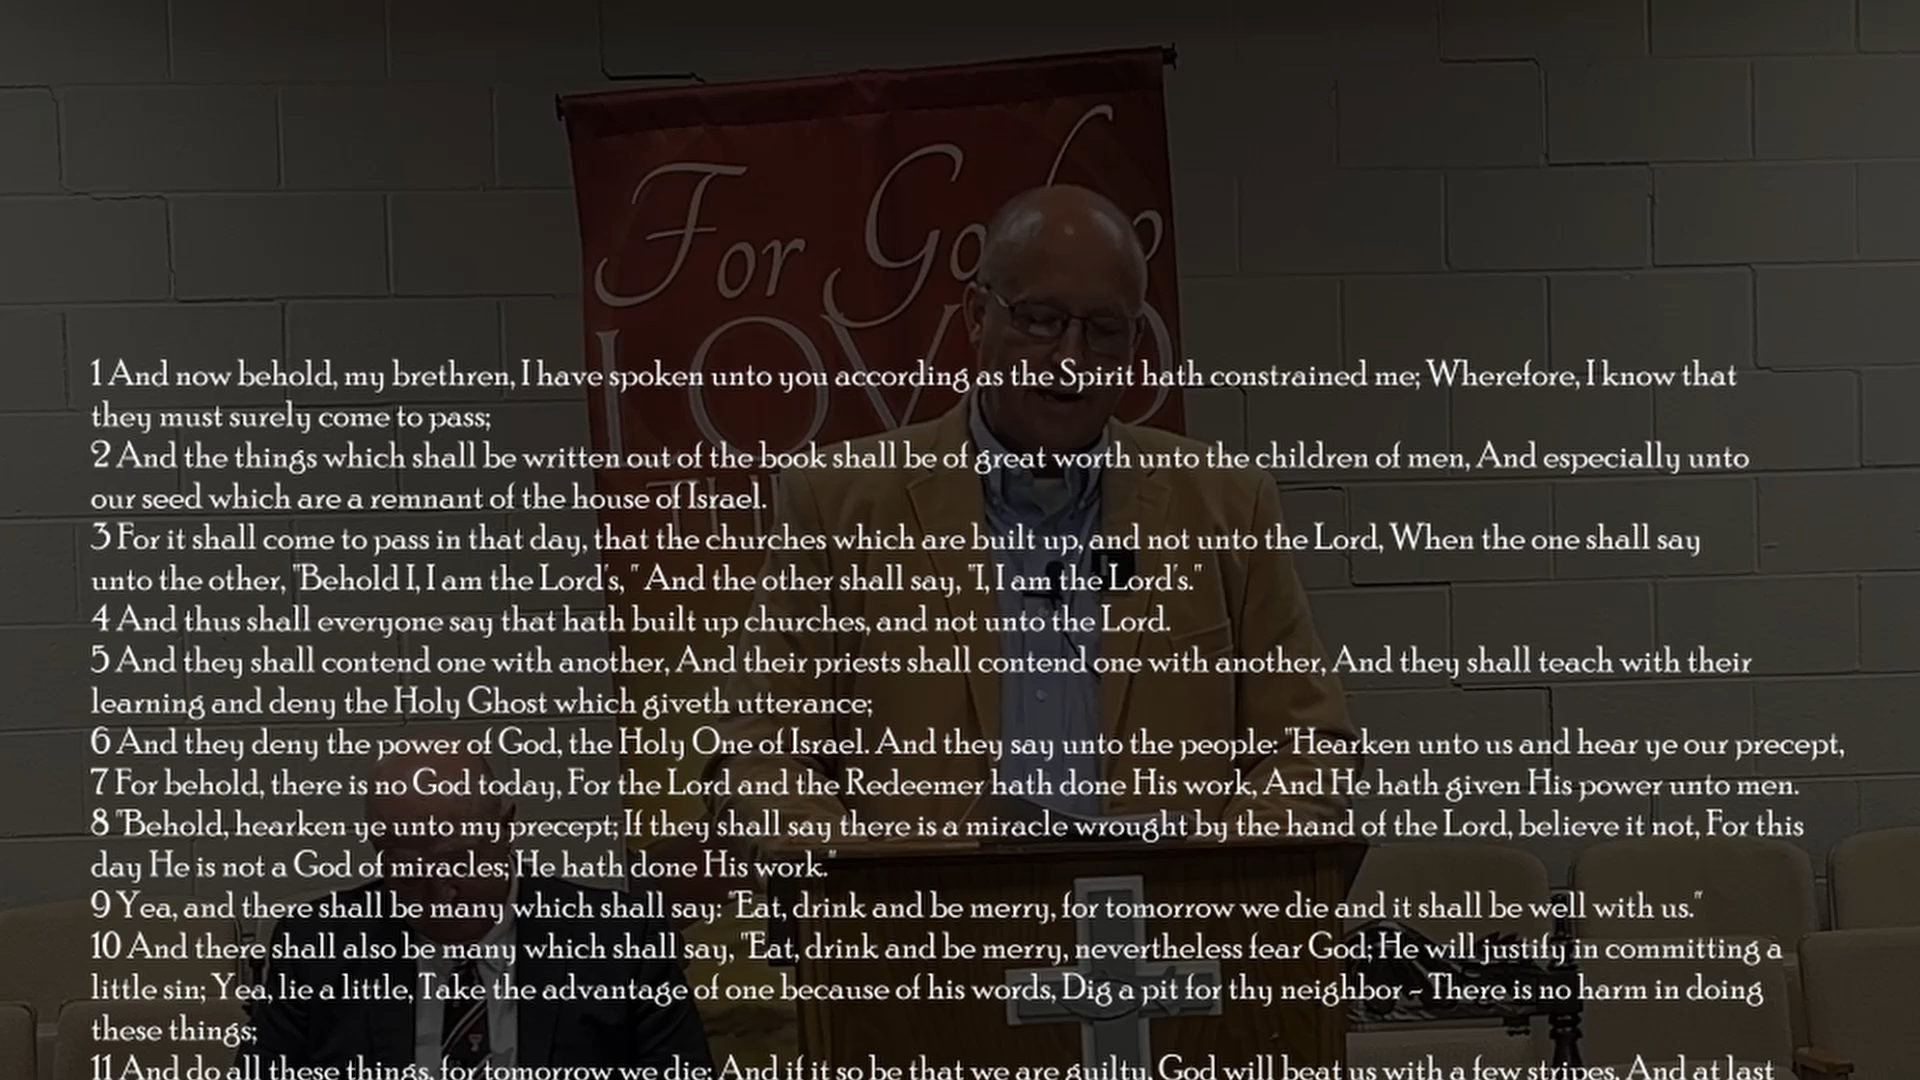 For God so
LOV D
TH
1 And now behold, my brethren, I have spoken unto you according as the Spirit hath constrained me; Wherefore, I know that
they must surely come to pass;
2 And the things which shall be written out of the book shall be of great worth unto the children of men, And especially unto
our seed which are a remnant of the house of Israel.
3 For it shall come to pass in that day, that the churches which are built up, and not unto the Lord, When the one shall say
unto the other, "Behold I, I am the Lord's, " And the other shall say, "I, I am the Lord's."
4 And thus shall everyone say that hath built up churches, and not unto the Lord.
5 And they shall contend one with another, And their priests shall contend one with another, And they shall teach with their
learning and deny the Holy Ghost which giveth utterance;
6 And they deny the power of God, the Holy One of Israel. And they say unto the people: "Hearken unto us and hear ye our precept,
7 For behold, there is no God today, For the Lord and the Redeemer hath done His work, And He hath given His power unto men.
8 "Behold, hearken ye unto my precept; If they shall say there is a miracle wrought by the hand of the Lord, believe it not, For this
day He is not a God of miracles; He hath done His work."
9 Yea, and there shall be many which shall say: "Eat, drink and be merry, for tomorrow we die and it shall be well with us."
10 And there shall also be many which shall say, "Eat, drink and be merry, nevertheless fear God; He will justify in committing a
little sin; Yea, lie a little, Take the advantage of one because of his words, Dig a pit for thy neighbor ~ There is no harm in doing
these things;
11 And do all these things, for tomorrow we die; And if it so be that we are guilty, God will beat us with a few stripes, And at last